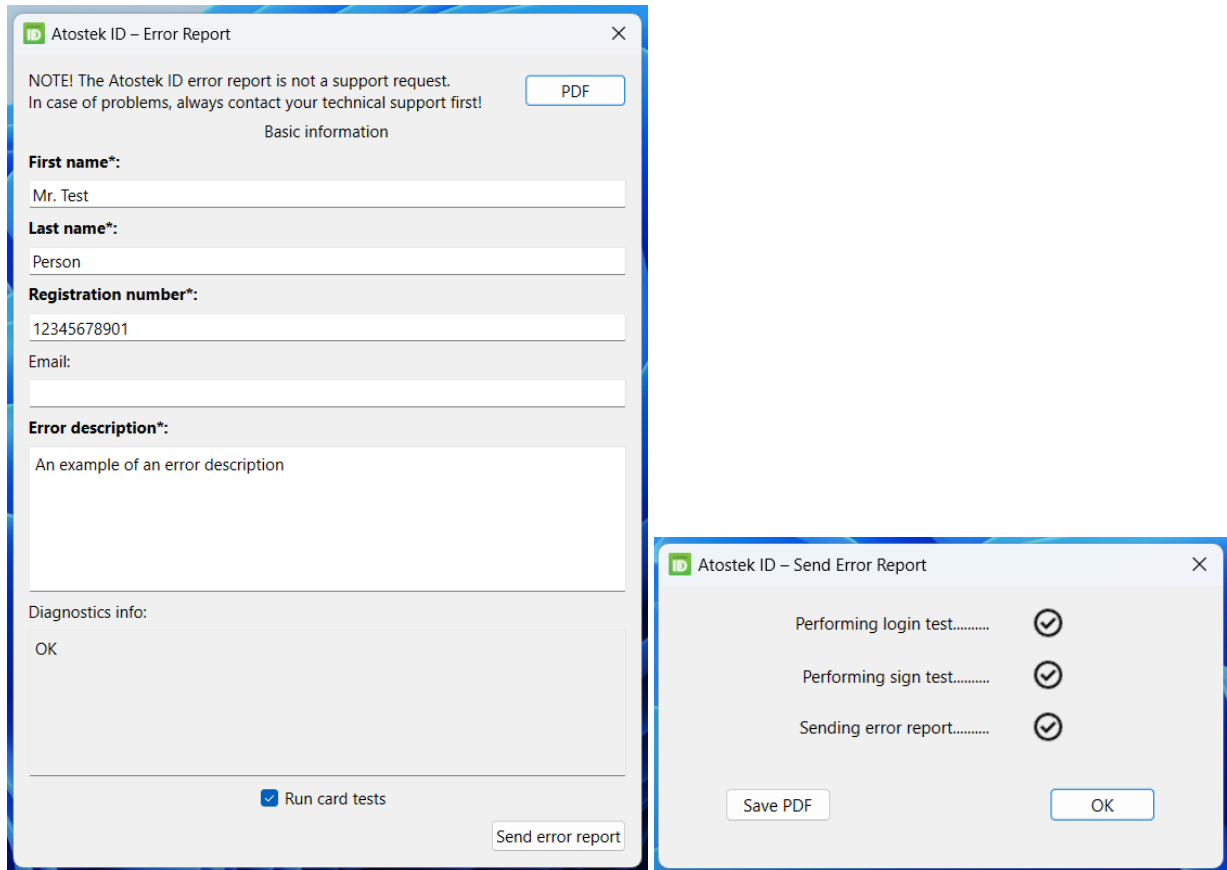 ID Atostek ID – Error Report
NOTE! The Atostek ID error report is not a support request.
In case of problems, always contact your technical support first!
PDF
Basic information
First name*:
Mr. Test
Last name*:
Person
Registration number*:
12345678901
Email:
Error description*:
An example of an error description
Diagnostics info:
OK
Run card tests
Send error report
ID Atostek ID – Send Error Report
Performing login test..........
Performing sign test..........
Sending error report..........
Save PDF
OK